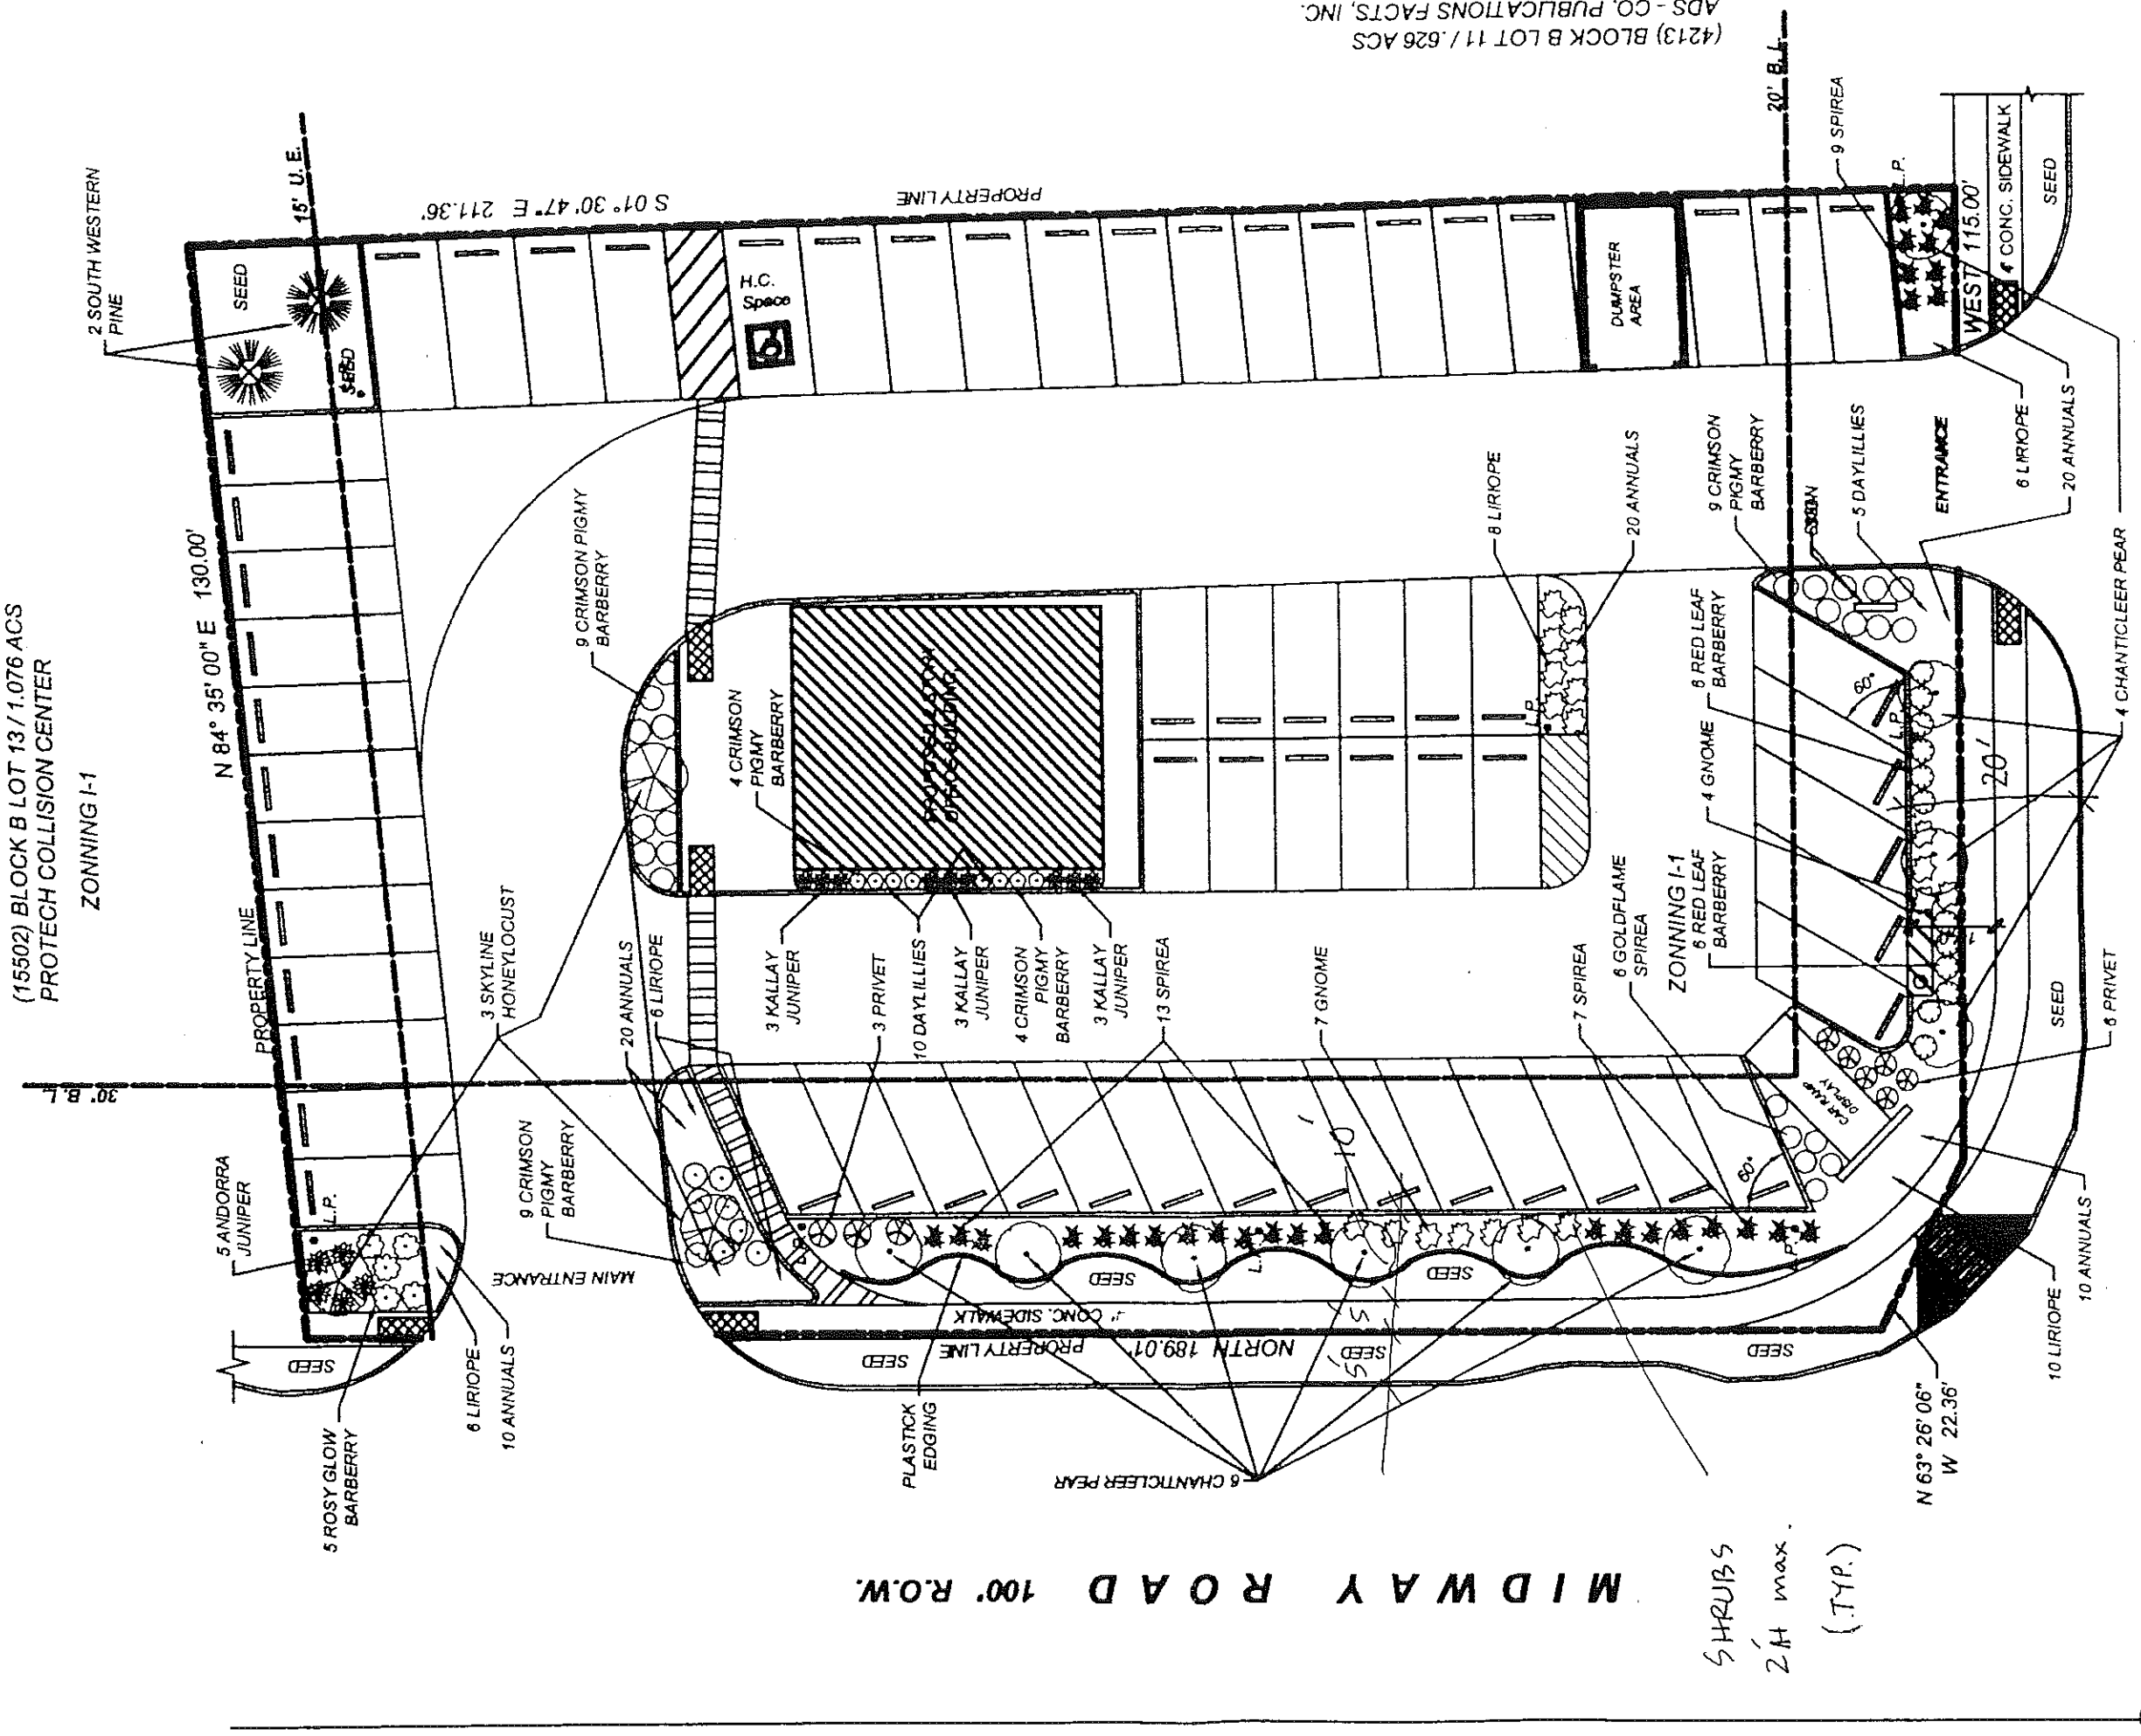 (15502) BLOCK B LOT 13 / 1.076 ACS
PROTECH COLLISION CENTER
ZONNING I-1
(4213) BLOCK B LOT 11 / .626 ACS
ADS - CO. PUBLICATIONS FACTS, INC.
2 SOUTH WESTERN
PINE
15' U. E.
S 01° 30' 47" E 211.36'
PROPERTY LINE
SEED
N 84° 35' 00" E 130.00'
PROPERTY LINE
30' B. L.
20' B. L.
H.C.
Space
DUMPSTER
AREA
9 SPIREA
L.P.
WEST 115.00'
4' CONC. SIDEWALK
SEED
9 CRIMSON PIGMY
BARBERRY
4 CRIMSON
PIGMY
BARBERRY
8 LIRIOPE
20 ANNUALS
L.P.
9 CRIMSON
PIGMY
BARBERRY
5 DAYLILLIES
ENTRANCE
6 LIRIOPE
20 ANNUALS
4 CHANTICLEER PEAR
6 RED LEAF
BARBERRY
4 GNOME
ZONNING I-1
6 RED LEAF
BARBERRY
60°
L.P.
20'
SEED
6 PRIVET
3 SKYLINE
HONEYLOCUST
20 ANNUALS
6 LIRIOPE
3 KALLAY
JUNIPER
3 PRIVET
10 DAYLILLIES
3 KALLAY
JUNIPER
4 CRIMSON
PIGMY
BARBERRY
3 KALLAY
JUNIPER
13 SPIREA
7 GNOME
7 SPIREA
6 GOLDFLAME
SPIREA
CAR RAMP
DISPLAY
60°
10'
5 ANDORRA
JUNIPER
L.P.
9 CRIMSON
PIGMY
BARBERRY
MAIN ENTRANCE
SEED
SEED
L.P.
L.P.
4' CONC. SIDEWALK
NORTH 189.01'
PROPERTY LINE
SEED
SEED
SEED
SEED
5'
5'
5 ROSY GLOW
BARBERRY
6 LIRIOPE
10 ANNUALS
PLASTICK
EDGING
6 CHANTICLEER PEAR
N 63° 26' 06"
W 22.36'
10 LIRIOPE
10 ANNUALS
MIDWAY ROAD 100' R.O.W.
SHRUBS
2'H max.
(TYP.)